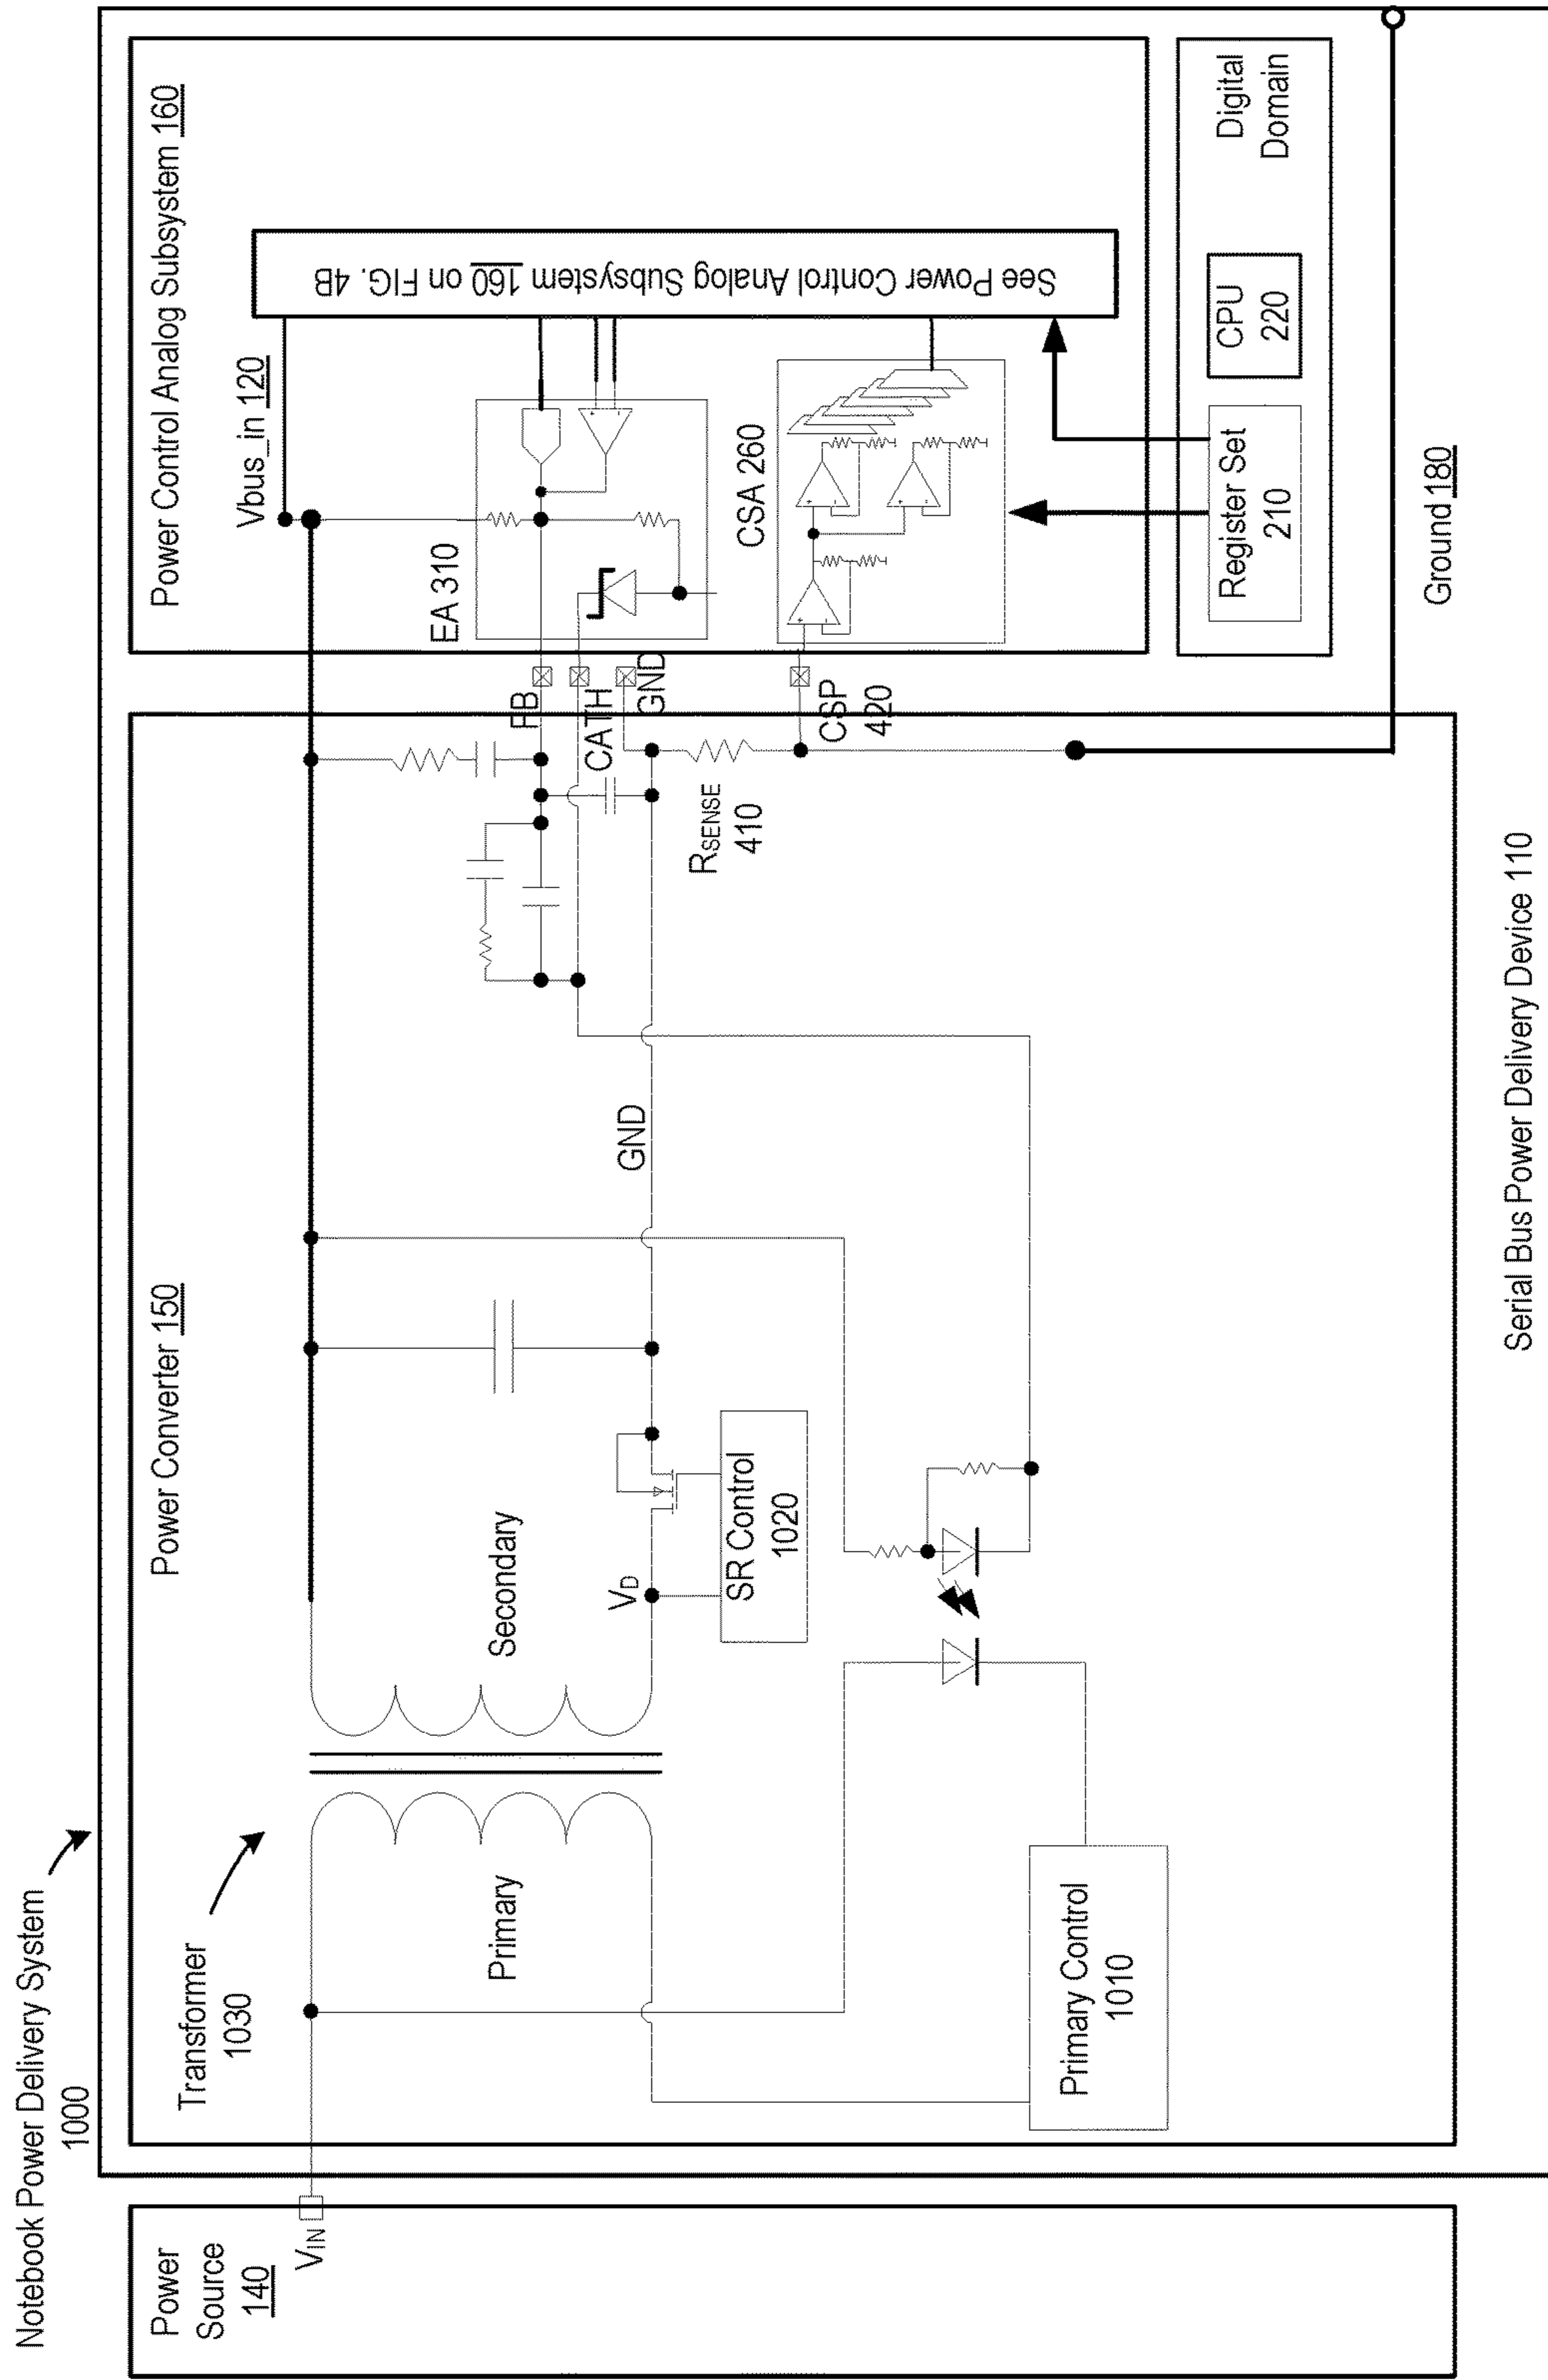 Notebook Power Delivery System
1000
Power
Source
140
VIN
Transformer
1030
Primary
Primary Control
1010
Power Converter 150
Secondary
VD
SR Control
1020
GND
RSENSE
410
FB
CATH
GND
CSP
420
Power Control Analog Subsystem 160
Vbus_in 120
EA 310
CSA 260
See Power Control Analog Subsystem 160 on FIG. 4B
Register Set
210
CPU
220
Digital
Domain
Ground 180
Serial Bus Power Delivery Device 110